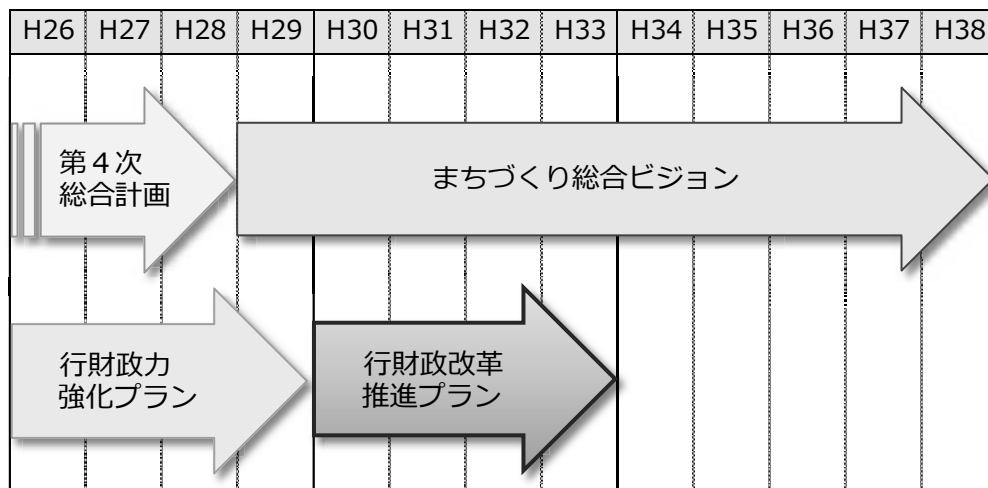 H26 H27 H28 H29 H30 H31 H32 H33 H34 H35 H36 H37 H38
第４次
総合計画
まちづくり総合ビジョン
行財政力
強化プラン
行財政改革
推進プラン